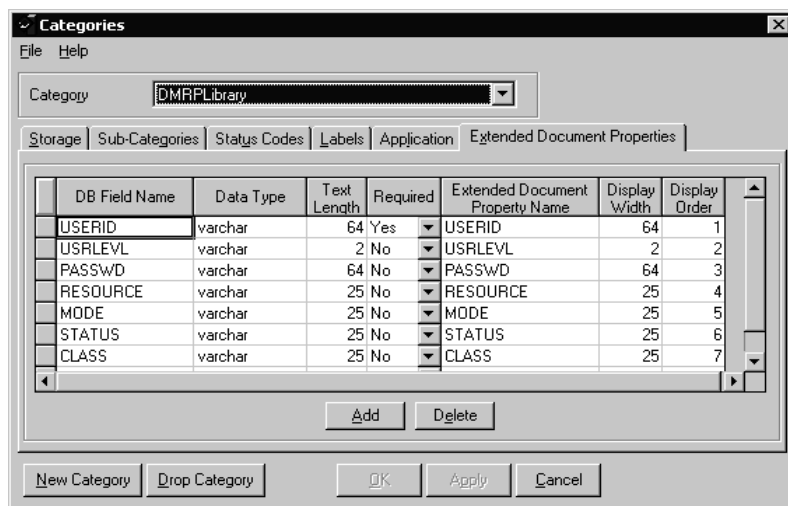 Categories
File Help
Category DMRPLibrary
Storage Sub-Categories Status Codes Labels Application Extended Document Properties
DB Field Name Data Type Text Length Required Extended Document Property Name Display Width Display Order
USERID varchar 64 Yes USERID 64 1
USRLEVL varchar 2 No USRLEVL 2 2
PASSWD varchar 64 No PASSWD 64 3
RESOURCE varchar 25 No RESOURCE 25 4
MODE varchar 25 No MODE 25 5
STATUS varchar 25 No STATUS 25 6
CLASS varchar 25 No CLASS 25 7
Add Delete
New Category Drop Category OK Apply Cancel